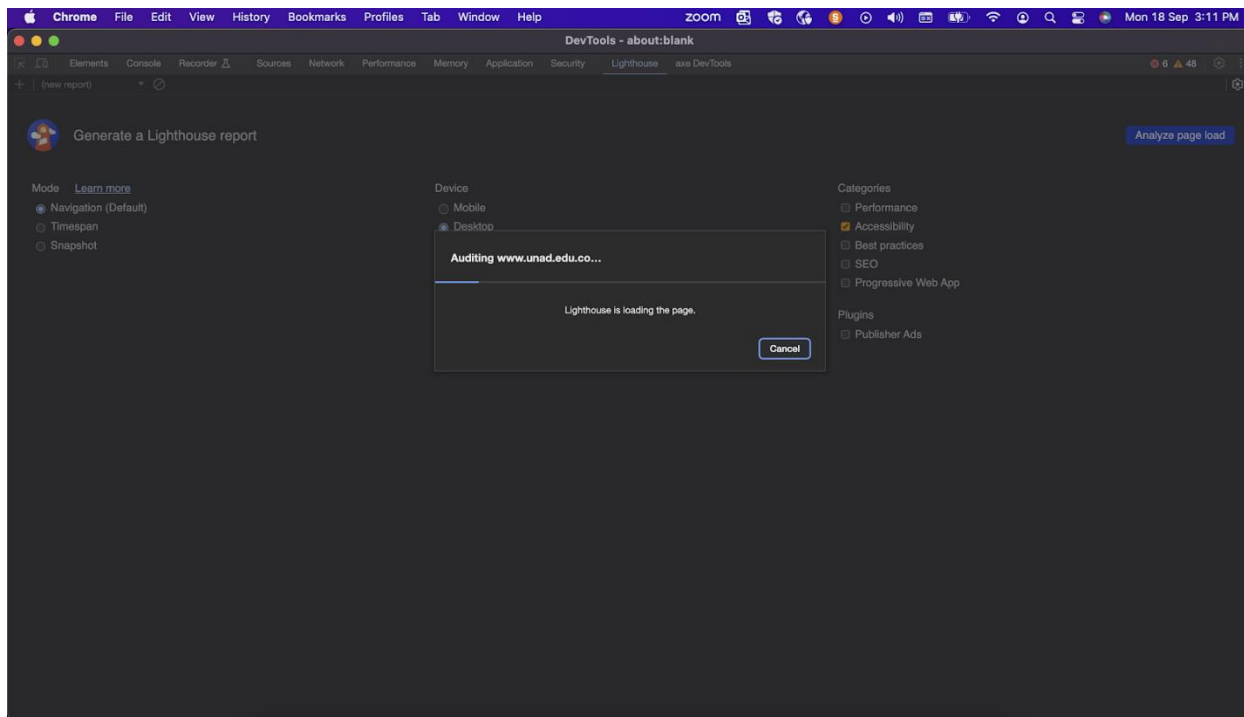 Chrome File Edit View History Bookmarks Profiles Tab Window Help zoom Mon 18 Sep 3:11 PM
DevTools - about:blank
Elements Console Recorder Sources Network Performance Memory Application Security Lighthouse axe DevTools 6 48
(new report)
Generate a Lighthouse report
Analyze page load
Mode Learn more
Navigation (Default)
Timespan
Snapshot
Device
Mobile
Desktop
Categories
Performance
Accessibility
Best practices
SEO
Progressive Web App
Plugins
Publisher Ads
Auditing www.unad.edu.co...
Lighthouse is loading the page.
Cancel